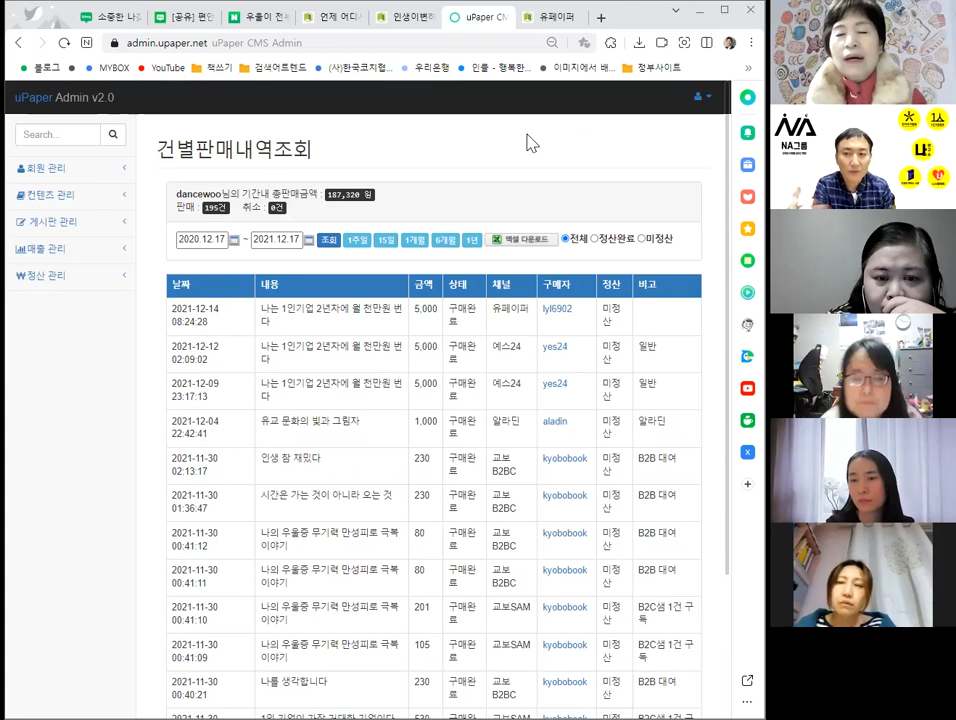 소중한 나를
[공유] 편안
우울이 전
언제 어디서
인생이변하
uPaper CMS
유페이퍼
admin.upaper.net uPaper CMS Admin
블로그
MYBOX
YouTube
책쓰기
검색어트렌드
(사)한국코치협...
우리은행
인플 - 행복한...
이미지에서 배...
정부사이트
uPaper Admin v2.0
Search...
회원 관리
컨텐츠 관리
게시판 관리
매출 관리
정산 관리
건별판매내역조회
dancewoo님의 기간내 총판매금액 : 187,320 원
판매 : 195건 취소 : 0건
2020.12.17 ~ 2021.12.17 조회 1주일 15일 1개월 6개월 1년 엑셀 다운로드 전체 정산완료 미정산
날짜 내용 금액 상태 채널 구매자 정산 비고
2021-12-14 08:24:28 나는 1인기업 2년차에 월 천만원 번다 5,000 구매완료 유페이퍼 lyl6902 미정산
2021-12-12 02:09:02 나는 1인기업 2년차에 월 천만원 번다 5,000 구매완료 예스24 yes24 미정산 일반
2021-12-09 23:17:13 나는 1인기업 2년차에 월 천만원 번다 5,000 구매완료 예스24 yes24 미정산 일반
2021-12-04 22:42:41 유교 문화의 빛과 그림자 1,000 구매완료 알라딘 aladin 미정산 알라딘
2021-11-30 02:13:17 인생 참 재밌다 230 구매완료 교보 B2BC kyobobook 미정산 B2B 대여
2021-11-30 01:36:47 시간은 가는 것이 아니라 오는 것 230 구매완료 교보 B2BC kyobobook 미정산 B2B 대여
2021-11-30 00:41:12 나의 우울증 무기력 만성피로 극복 이야기 80 구매완료 교보 B2BC kyobobook 미정산 B2B 대여
2021-11-30 00:41:11 나의 우울증 무기력 만성피로 극복 이야기 80 구매완료 교보 B2BC kyobobook 미정산 B2B 대여
2021-11-30 00:41:10 나의 우울증 무기력 만성피로 극복 이야기 201 구매완료 교보SAM kyobobook 미정산 B2C샘 1건 구독
2021-11-30 00:41:09 나의 우울증 무기력 만성피로 극복 이야기 105 구매완료 교보SAM kyobobook 미정산 B2C샘 1건 구독
2021-11-30 00:40:21 나를 생각합니다 230 구매완료 교보 B2BC kyobobook 미정산 B2B 대여
NA그룹